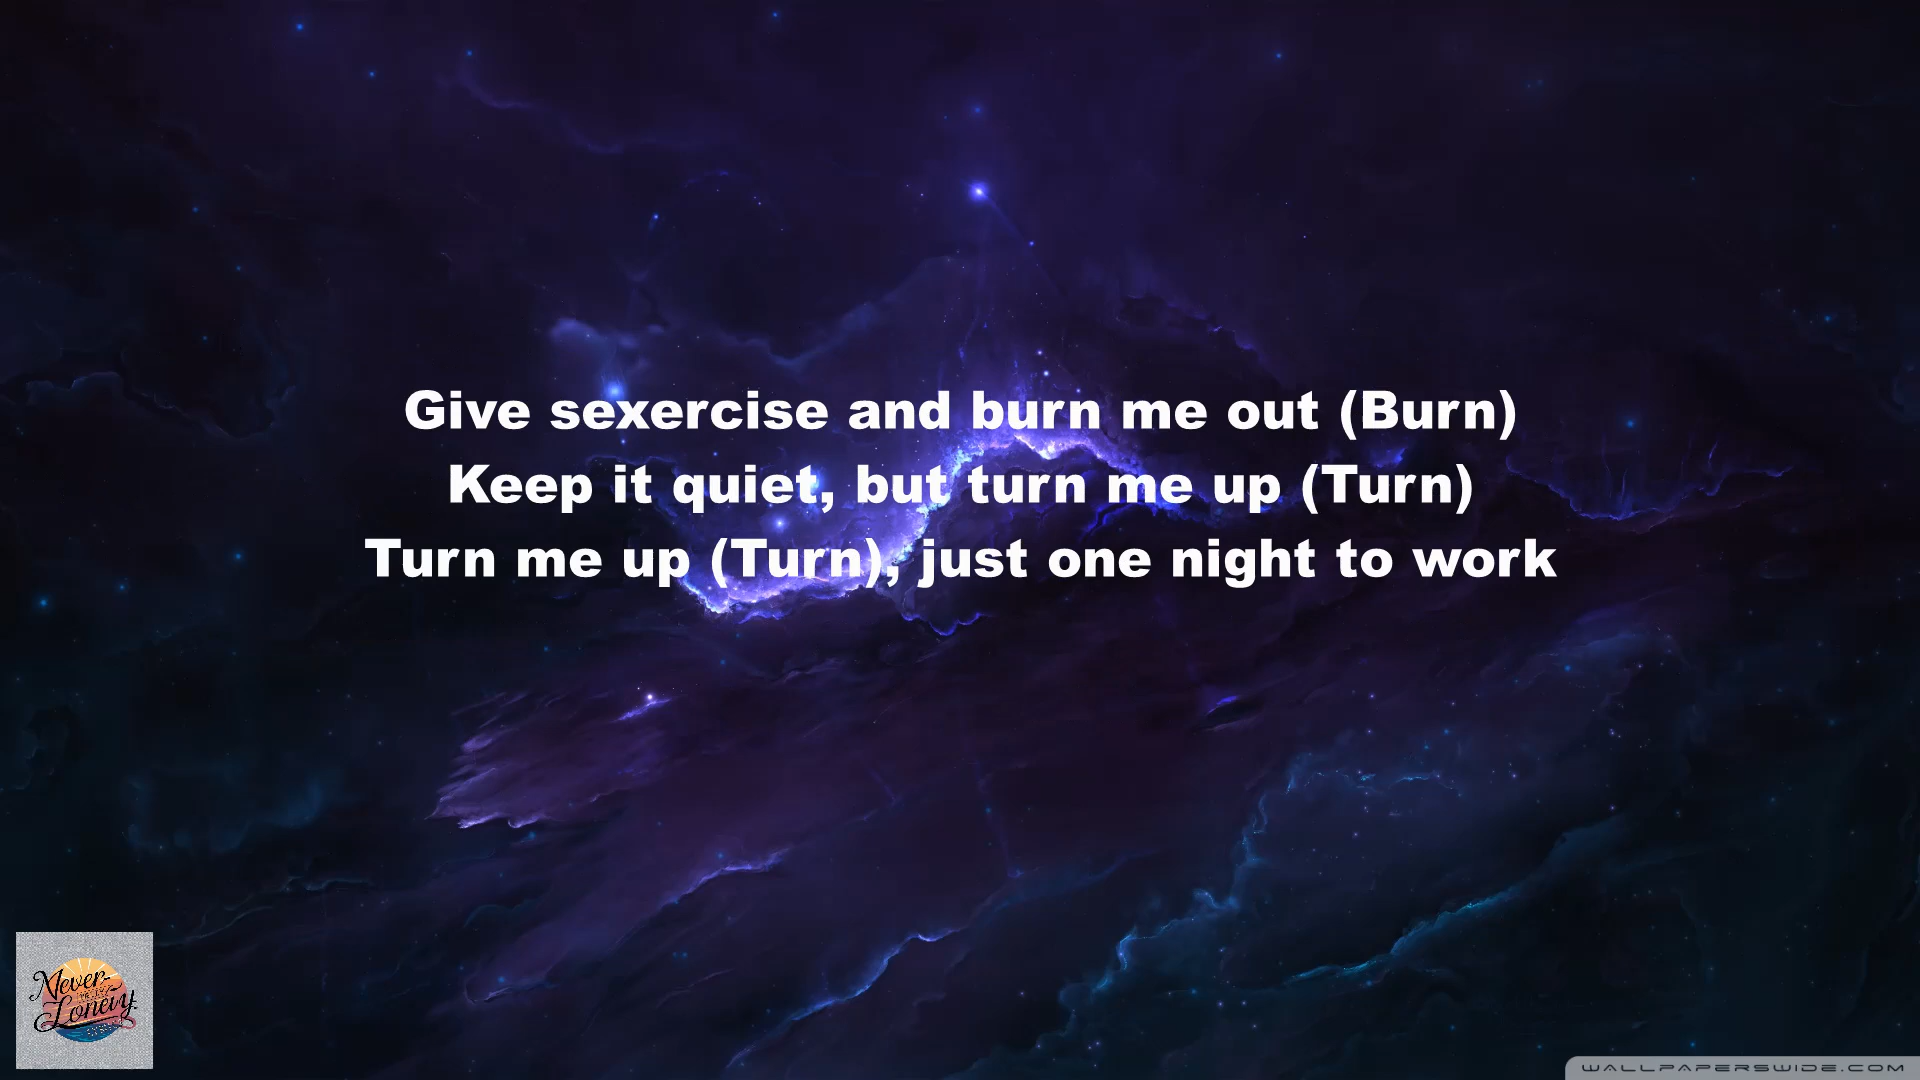 Give sexercise and burn me out (Burn)
Keep it quiet, but turn me up (Turn)
Turn me up (Turn), just one night to work
Never-
Lonely
WALLPAPERSWIDE.COM